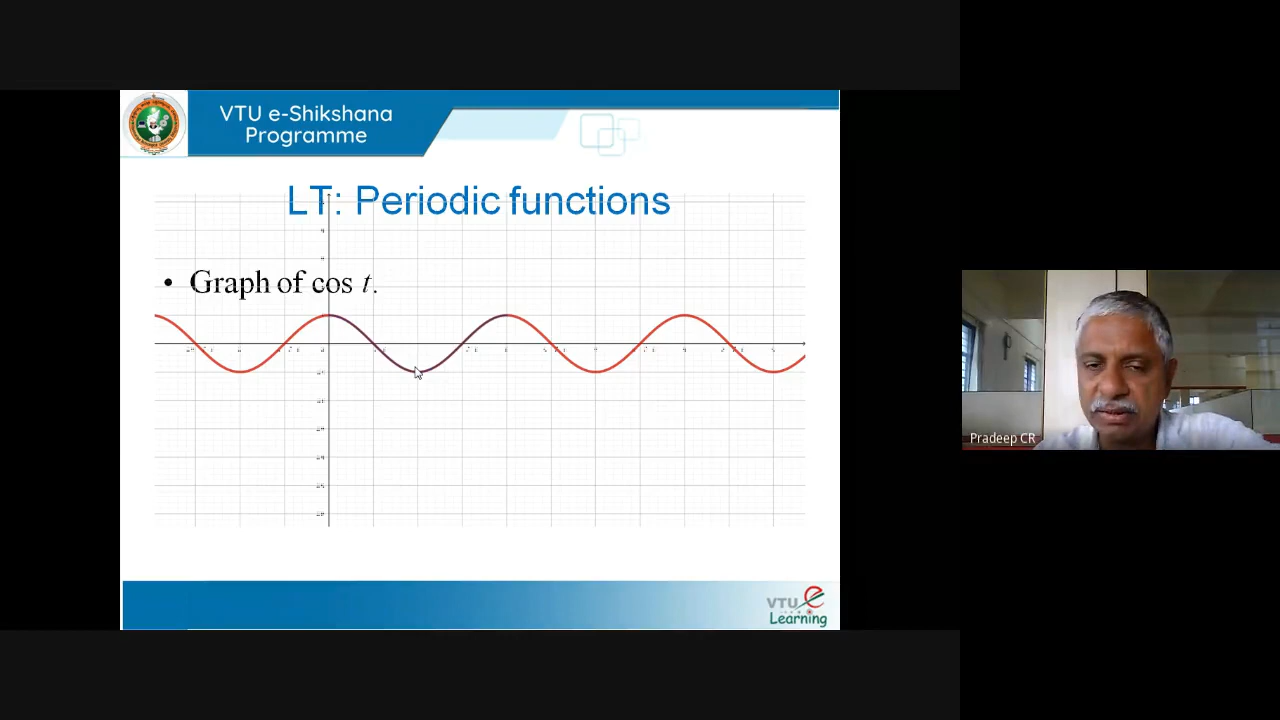 VTU e-Shikshana
Programme
LT: Periodic functions
• Graph of cos t.
Pradeep CR
VTU e
Learning